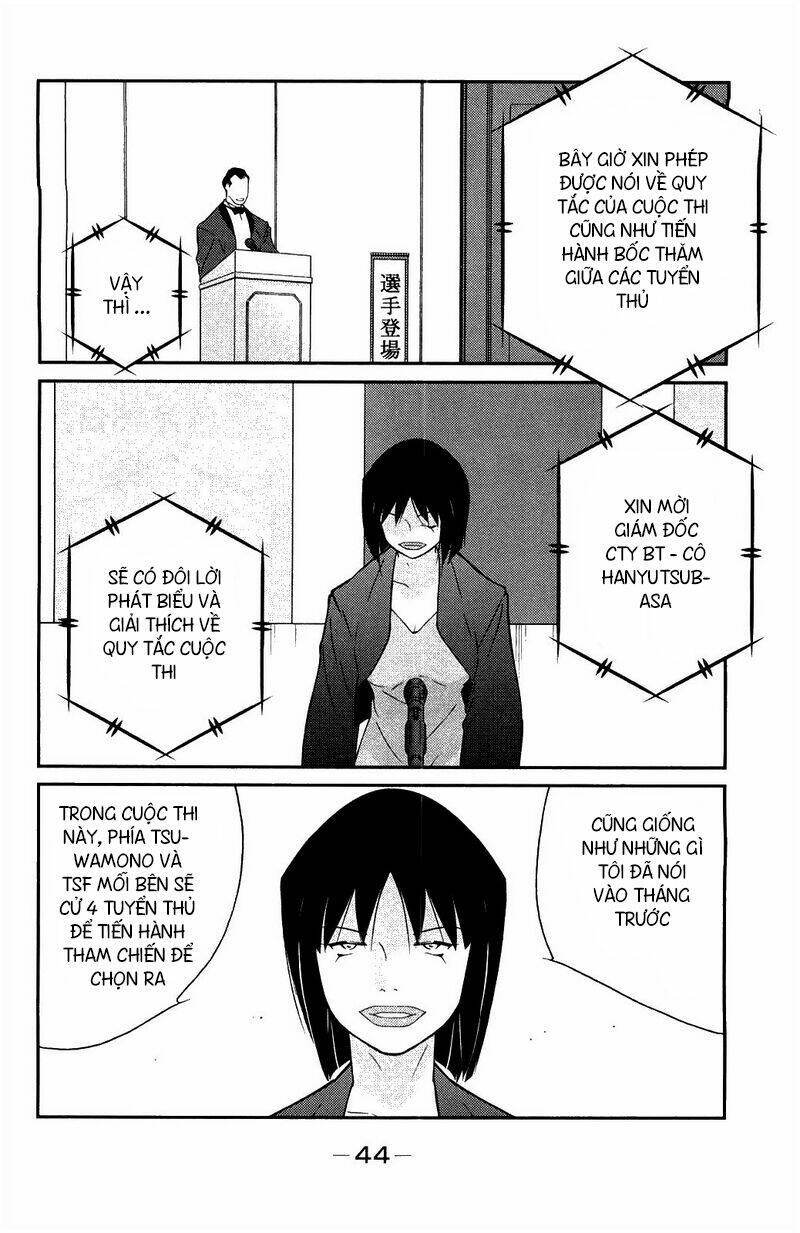 BÂY GIỜ XIN PHÉP
ĐƯỢC NÓI VỀ QUY
TẮC CỦA CUỘC THI
CŨNG NHƯ TIẾN
HÀNH BỐC THĂM
GIỮA CÁC TUYỂN
THỦ
VẬY
THÌ ...
選手登場
XIN MỜI
GIÁM ĐỐC
CTY BT - CÔ
HANYUTSUB-
ASA
SẼ CÓ ĐÔI LỜI
PHÁT BIỂU VÀ
GIẢI THÍCH VỀ
QUY TẮC CUỘC
THI
CŨNG GIỐNG
NHƯ NHỮNG GÌ
TÔI ĐÃ NÓI
VÀO THÁNG
TRƯỚC
TRONG CUỘC THI
NÀY, PHÍA TSU-
WAMONO VÀ
TSF MỖI BÊN SẼ
CỬ 4 TUYỂN THỦ
ĐỂ TIẾN HÀNH
THAM CHIẾN ĐỂ
CHỌN RA
—44—